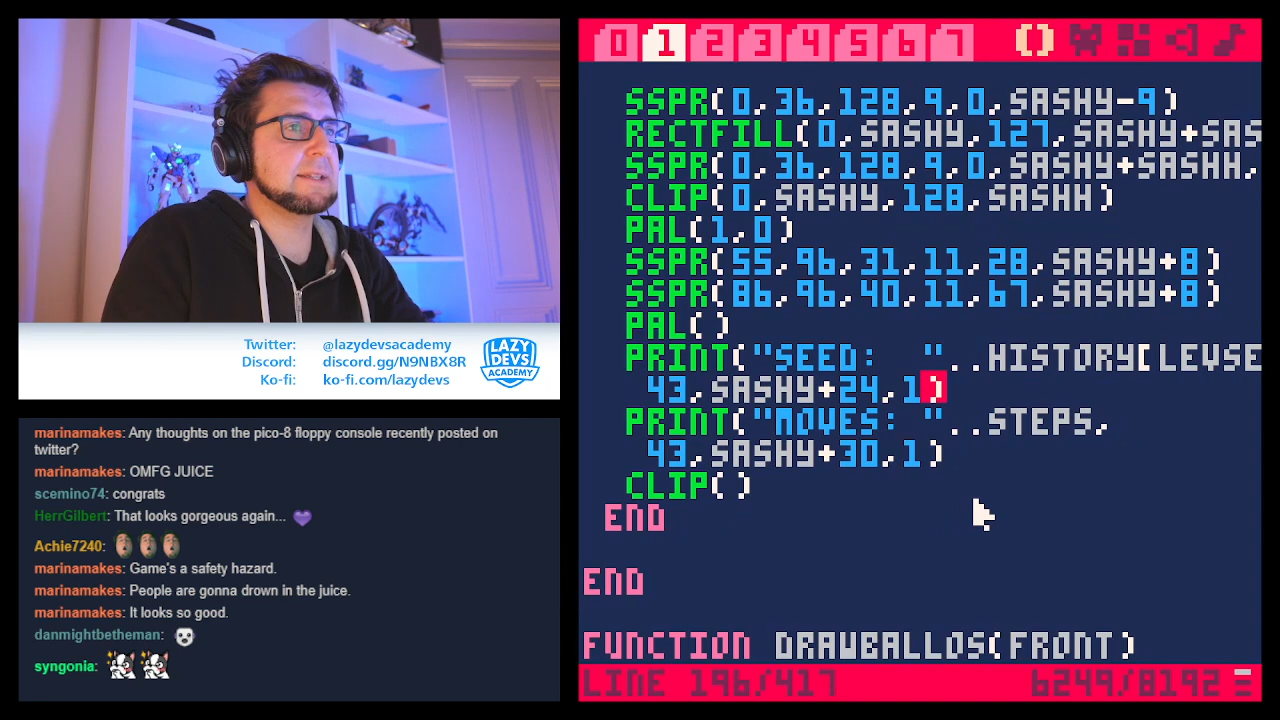 Twitter: @lazydevsacademy
Discord: discord.gg/N9NBX8R
Ko-fi: ko-fi.com/lazydevs
LAZY
DEVS
ACADEMY
marinamakes: Any thoughts on the pico-8 floppy console recently posted on
twitter?
marinamakes: OMFG JUICE
scemino74: congrats
HerrGilbert: That looks gorgeous again...
Achie7240:
marinamakes: Game's a safety hazard.
marinamakes: People are gonna drown in the juice.
marinamakes: It looks so good.
danmightbetheman:
syngonia:
0 1 2 3 4 5 6 7 ()
SSPR(0,36,128,9,0,SASHY-9)
RECTFILL(0,SASHY,127,SASHY+SAS
SSPR(0,36,128,9,0,SASHY+SASHH,
CLIP(0,SASHY,128,SASHH)
PAL(1,0)
SSPR(55,96,31,11,28,SASHY+8)
SSPR(86,96,40,11,67,SASHY+8)
PAL()
PRINT("SEED:  "..HISTORY[LEVSE
43,SASHY+24,1)
PRINT("MOVES: "..STEPS,
43,SASHY+30,1)
CLIP()
END
END
FUNCTION DRAWBALLOS(FRONT)
LINE 196/417 6249/8192